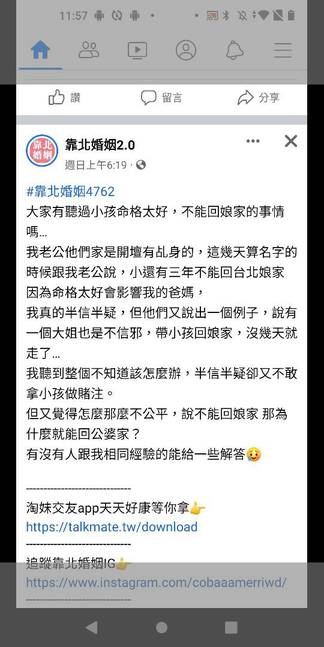 11:57
讚
留言
分享
靠北婚姻
靠北婚姻2.0
週日上午6:19 ·
#靠北婚姻4762
大家有聽過小孩命格太好，不能回娘家的事情
嗎...
我老公他們家是開壇有乩身的，這幾天算名字的
時候跟我老公說，小還有三年不能回台北娘家
因為命格太好會影響我的爸媽，
我真的半信半疑，但他們又說出一個例子，說有
一個大姐也是不信邪，帶小孩回娘家，沒幾天就
走了...
我聽到整個不知道該怎麼辦，半信半疑卻又不敢
拿小孩做賭注。
但又覺得怎麼那麼不公平，說不能回娘家 那為
什麼就能回公婆家？
有沒有人跟我相同經驗的能給一些解答🥲
------------------------------
淘妹交友app天天好康等你拿👉
https://talkmate.tw/download
------------------------------
追蹤靠北婚姻IG👉
https://www.instagram.com/cobaaamerriwd/
------------------------------